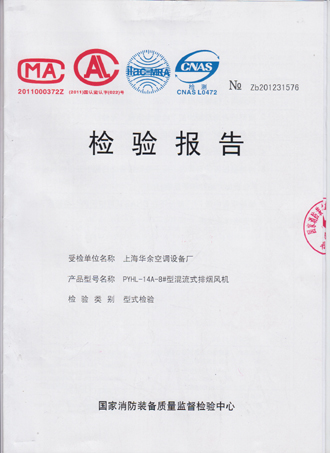 MA
2011000372Z
AL
ilac-MRA
CNAS
检 测
CNAS L0472
№ Zb201231576
检 验 报 告
受检单位名称 上海华余空调设备厂
产品型号名称 PYHL-14A-8#型混流式排烟风机
检 验 类 别 型式检验
国家消防装备质量监督检验中心